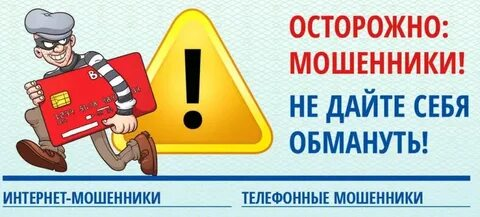 ОСТОРОЖНО:
МОШЕННИКИ!
НЕ ДАЙТЕ СЕБЯ
ОБМАНУТЬ!
ИНТЕРНЕТ-МОШЕННИКИ
ТЕЛЕФОННЫЕ МОШЕННИКИ